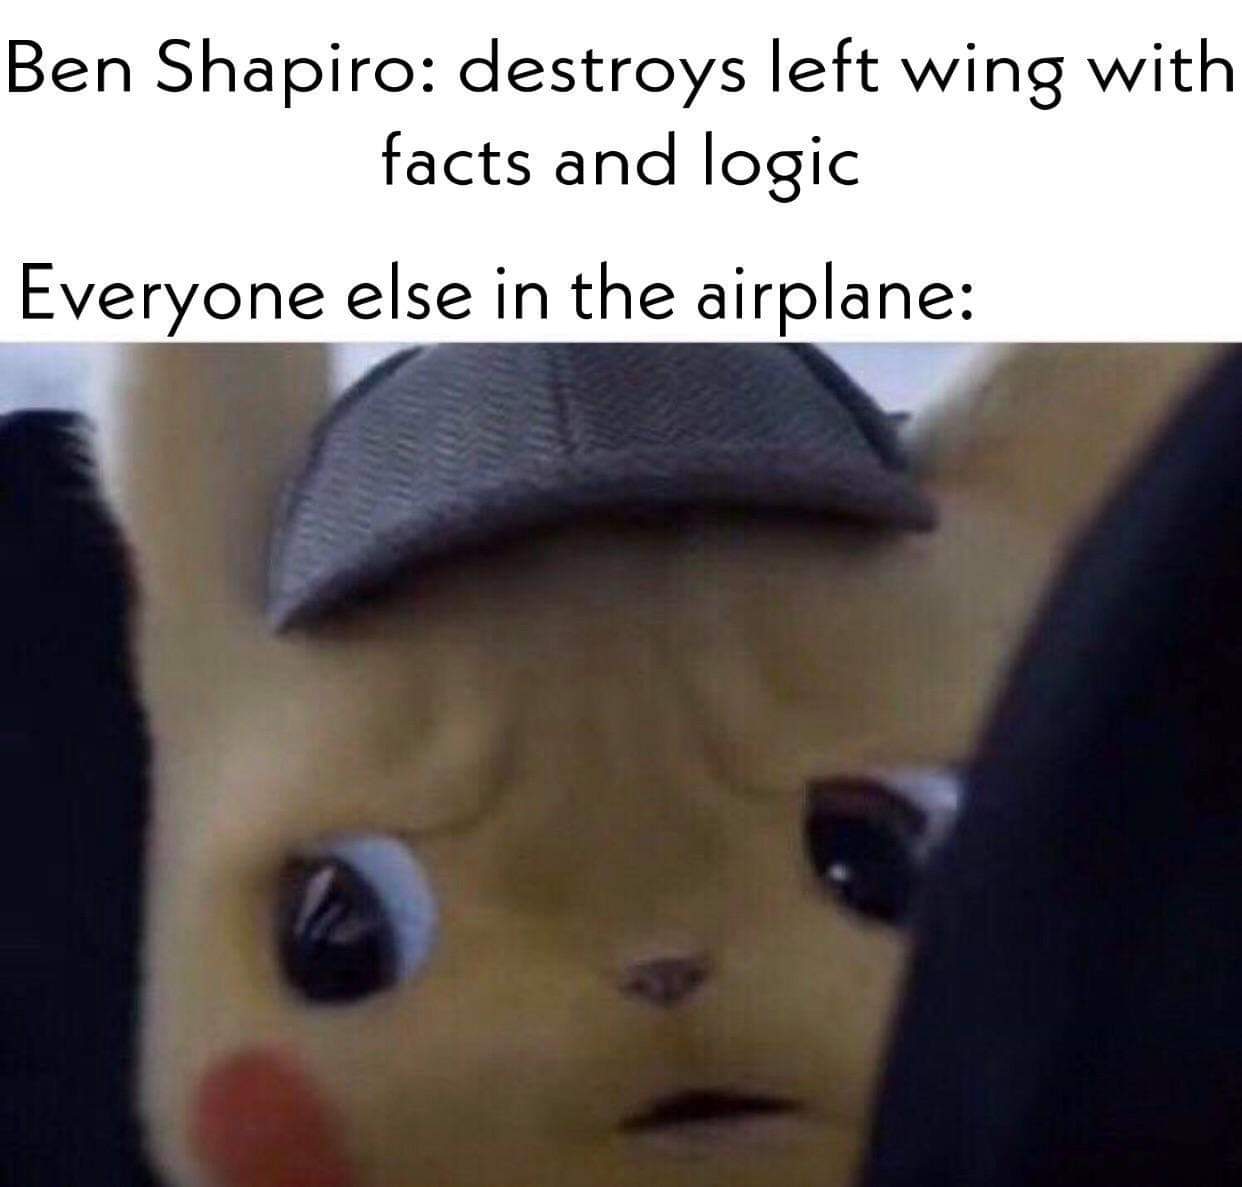 Ben Shapiro: destroys left wing with
facts and logic
Everyone else in the airplane: